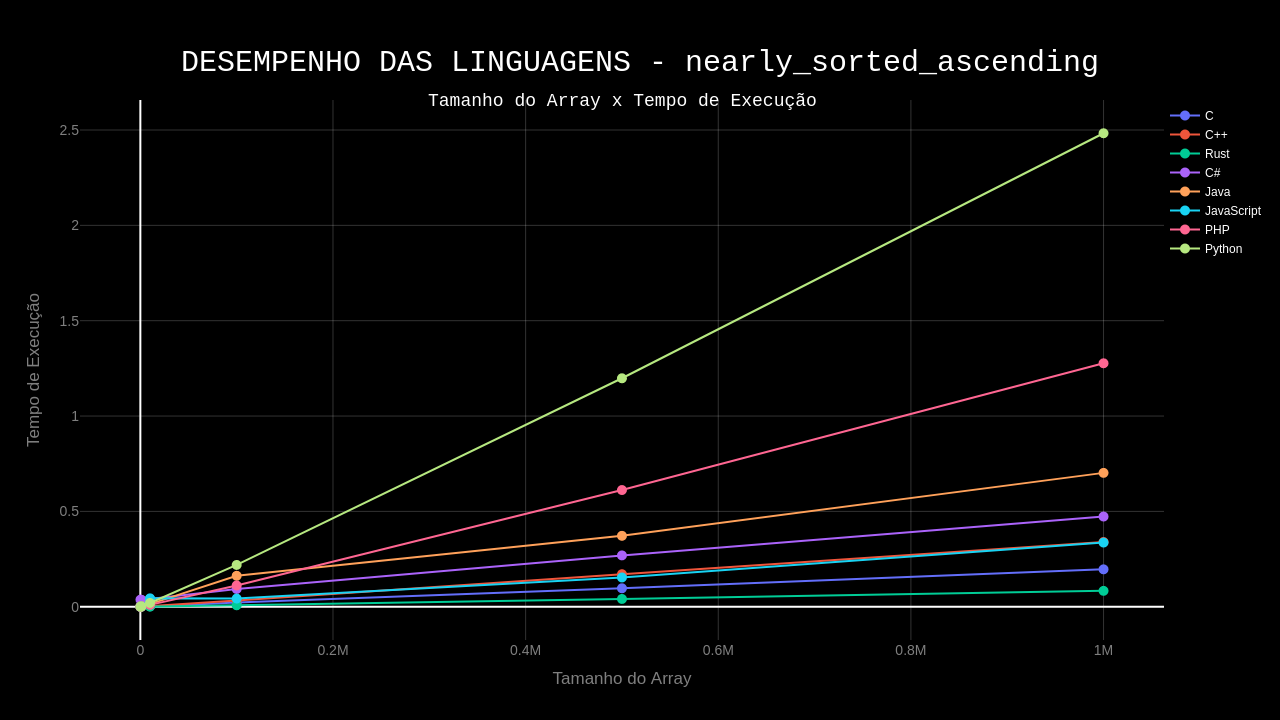 DESEMPENHO DAS LINGUAGENS - nearly_sorted_ascending
Tamanho do Array x Tempo de Execução
C
C++
Rust
C#
Java
JavaScript
PHP
Python
Tempo de Execução
2.5
2
1.5
1
0.5
0
0
0.2M
0.4M
0.6M
0.8M
1M
Tamanho do Array